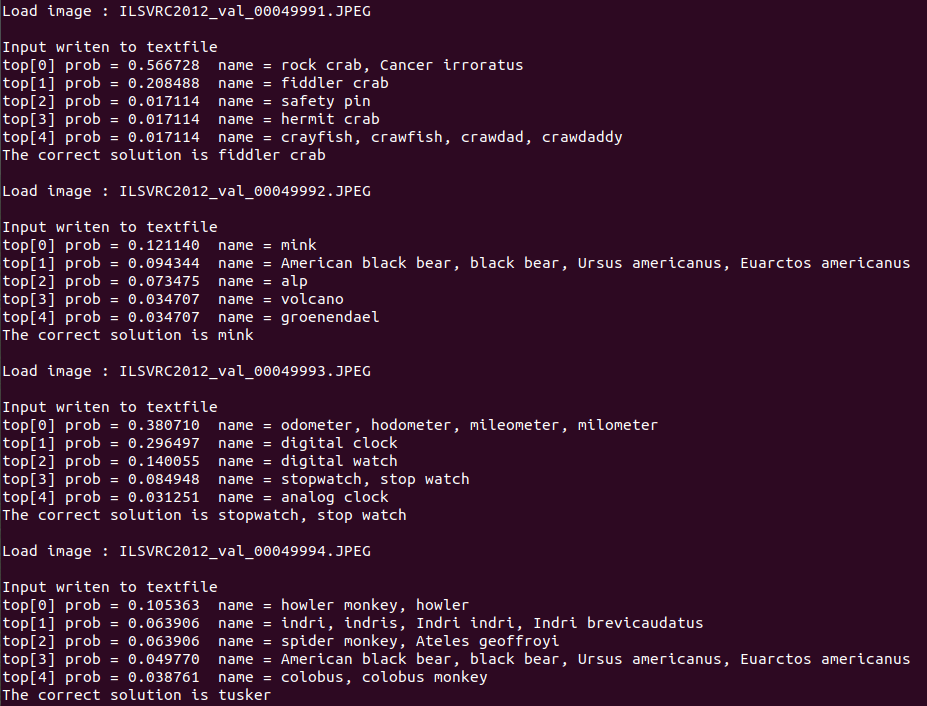 Load image : ILSVRC2012_val_00049991.JPEG
Input writen to textfile
top[0] prob = 0.566728 name = rock crab, Cancer irroratus
top[1] prob = 0.208488 name = fiddler crab
top[2] prob = 0.017114 name = safety pin
top[3] prob = 0.017114 name = hermit crab
top[4] prob = 0.017114 name = crayfish, crawfish, crawdad, crawdaddy
The correct solution is fiddler crab
Load image : ILSVRC2012_val_00049992.JPEG
Input writen to textfile
top[0] prob = 0.121140 name = mink
top[1] prob = 0.094344 name = American black bear, black bear, Ursus americanus, Euarctos americanus
top[2] prob = 0.073475 name = alp
top[3] prob = 0.034707 name = volcano
top[4] prob = 0.034707 name = groenendael
The correct solution is mink
Load image : ILSVRC2012_val_00049993.JPEG
Input writen to textfile
top[0] prob = 0.380710 name = odometer, hodometer, mileometer, milometer
top[1] prob = 0.296497 name = digital clock
top[2] prob = 0.140055 name = digital watch
top[3] prob = 0.084948 name = stopwatch, stop watch
top[4] prob = 0.031251 name = analog clock
The correct solution is stopwatch, stop watch
Load image : ILSVRC2012_val_00049994.JPEG
Input writen to textfile
top[0] prob = 0.105363 name = howler monkey, howler
top[1] prob = 0.063906 name = indri, indris, Indri indri, Indri brevicaudatus
top[2] prob = 0.063906 name = spider monkey, Ateles geoffroyi
top[3] prob = 0.049770 name = American black bear, black bear, Ursus americanus, Euarctos americanus
top[4] prob = 0.038761 name = colobus, colobus monkey
The correct solution is tusker